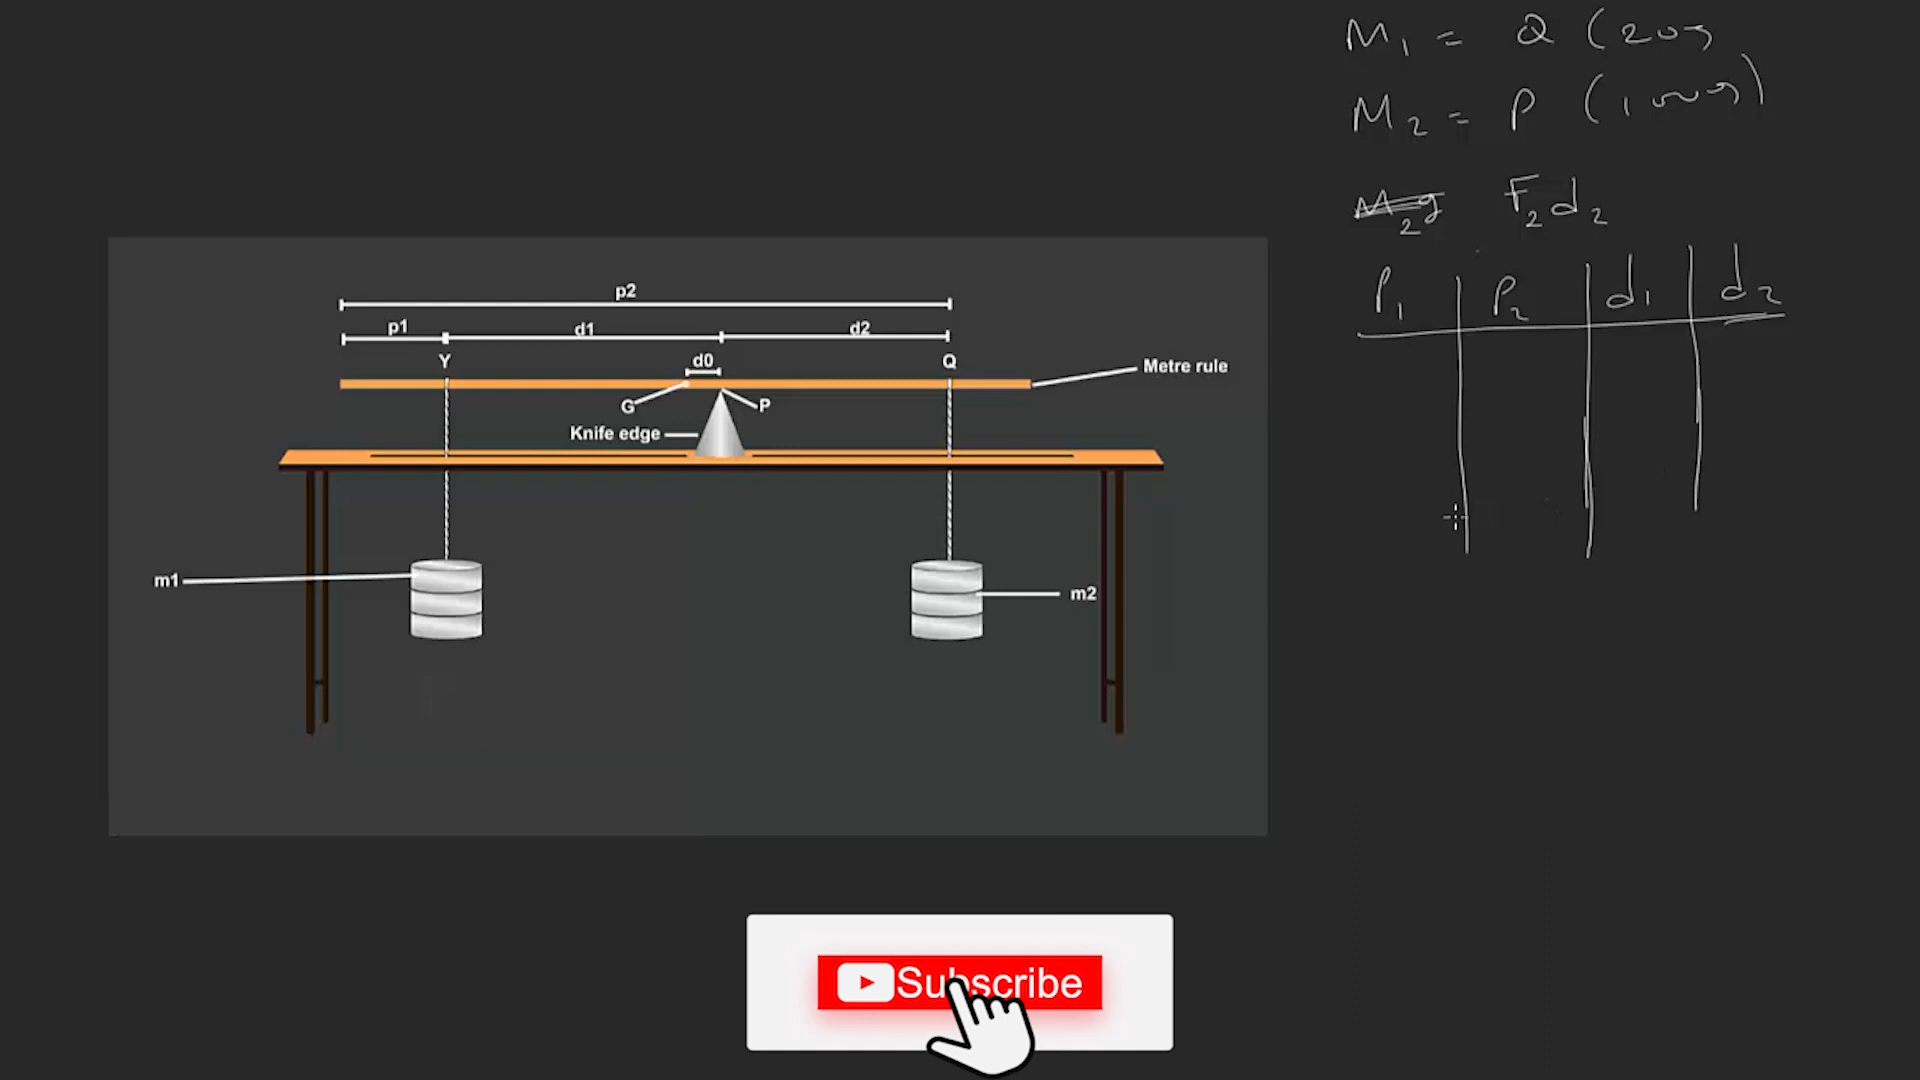 M1 = Q (20g
M2 = P (100g)
M2g F2d2
P1 P2 d1 d2
p2
p1 d1 d2
Y d0 Q
Metre rule
G P
Knife edge
m1
m2
Subscribe